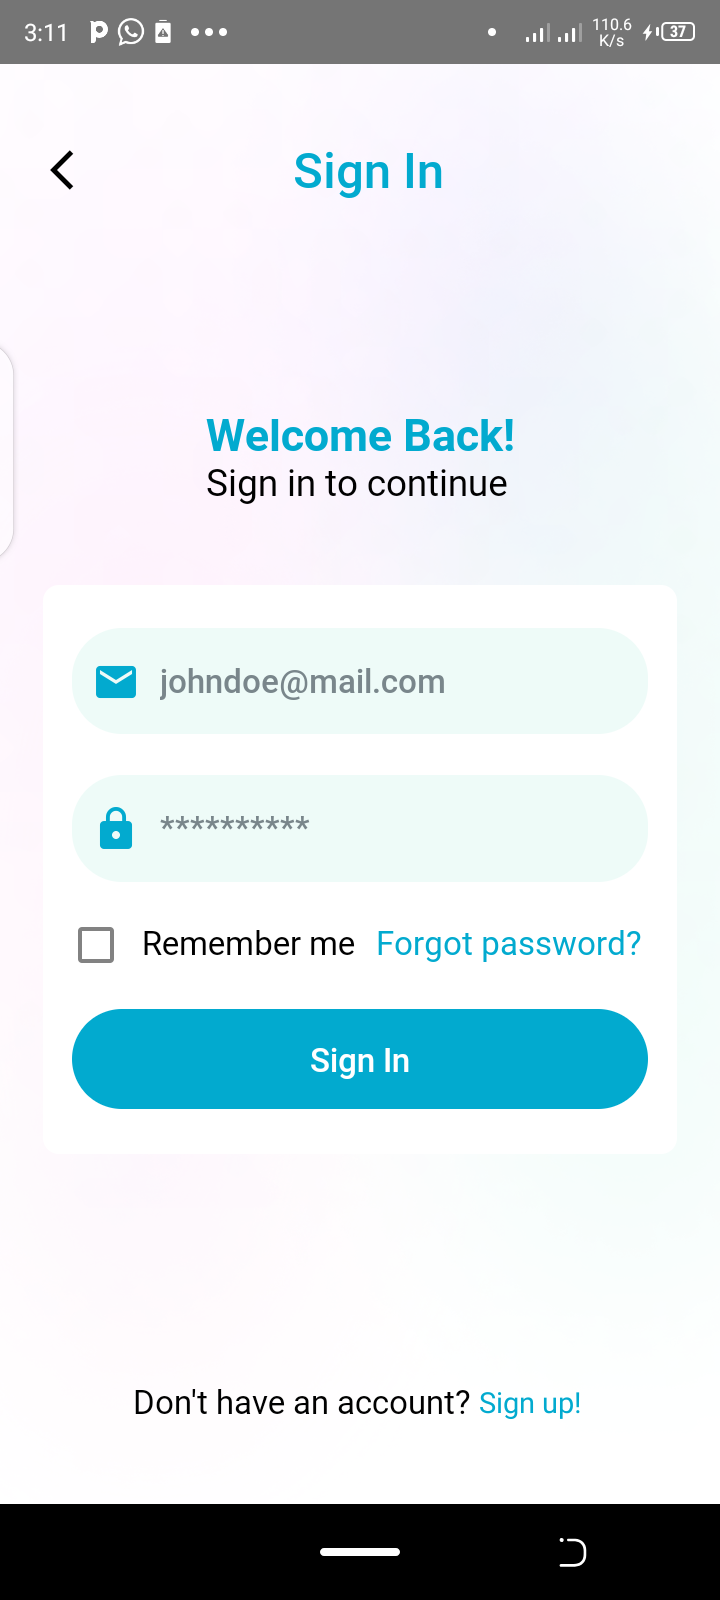 3:11
110.6
K/s
37
Sign In
Welcome Back!
Sign in to continue
johndoe@mail.com
**********
Remember me Forgot password?
Sign In
Don't have an account? Sign up!